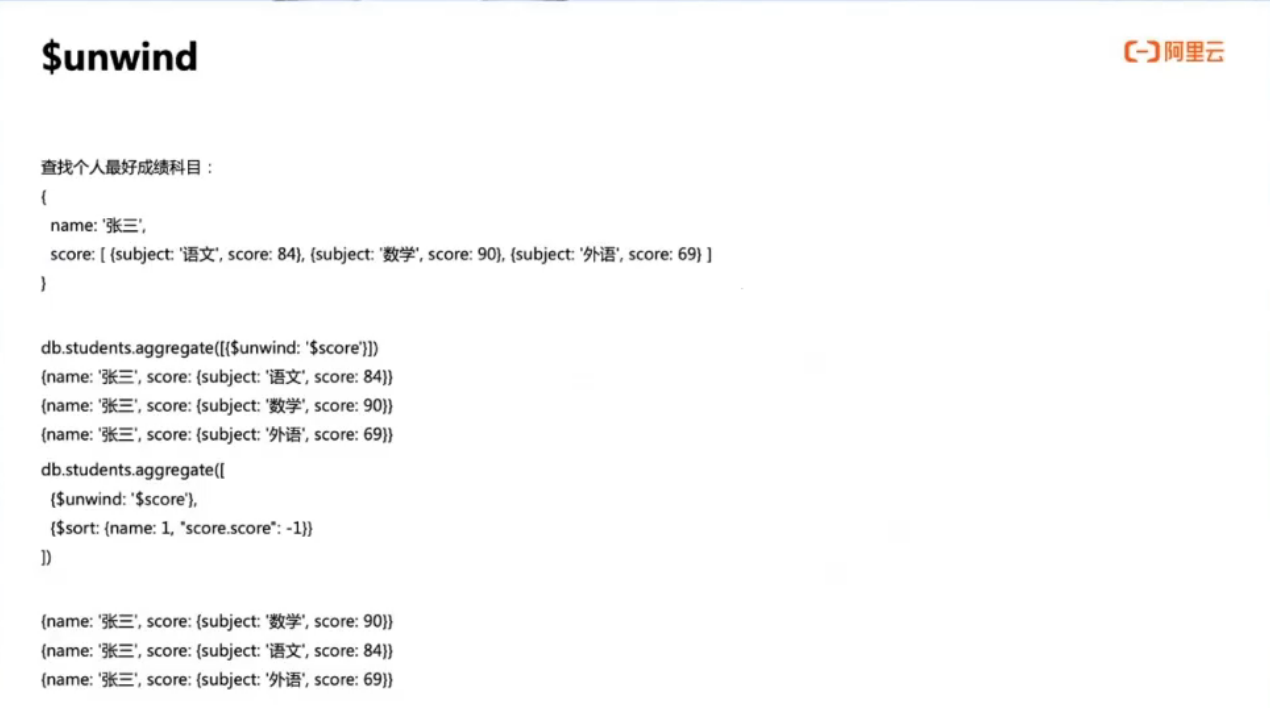 $unwind
阿里云
查找个人最好成绩科目：
{
name: '张三',
score: [ {subject: '语文', score: 84}, {subject: '数学', score: 90}, {subject: '外语', score: 69} ]
}
db.students.aggregate([{$unwind: '$score'}])
{name: '张三', score: {subject: '语文', score: 84}}
{name: '张三', score: {subject: '数学', score: 90}}
{name: '张三', score: {subject: '外语', score: 69}}
db.students.aggregate([
{$unwind: '$score'},
{$sort: {name: 1, "score.score": -1}}
])
{name: '张三', score: {subject: '数学', score: 90}}
{name: '张三', score: {subject: '语文', score: 84}}
{name: '张三', score: {subject: '外语', score: 69}}